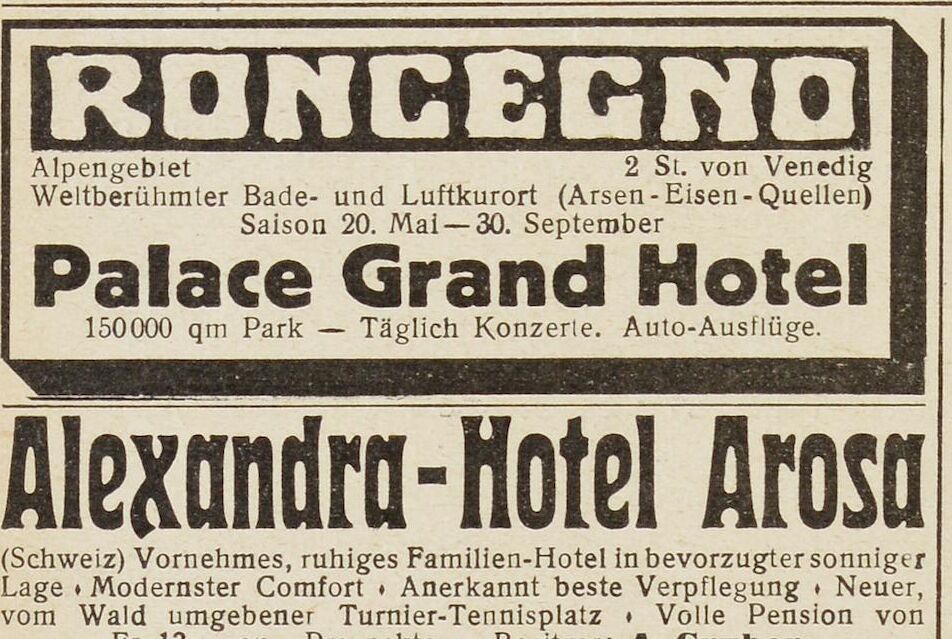 RONCEGNO
Alpengebiet 2 St. von Venedig
Weltberühmter Bade- und Luftkurort (Arsen-Eisen-Quellen)
Saison 20. Mai — 30. September
Palace Grand Hotel
150000 qm Park — Täglich Konzerte. Auto-Ausflüge.
Alexandra-Hotel Arosa
(Schweiz) Vornehmes, ruhiges Familien-Hotel in bevorzugter sonniger
Lage • Modernster Comfort • Anerkannt beste Verpflegung • Neuer,
vom Wald umgebener Turnier-Tennisplatz • Volle Pension von